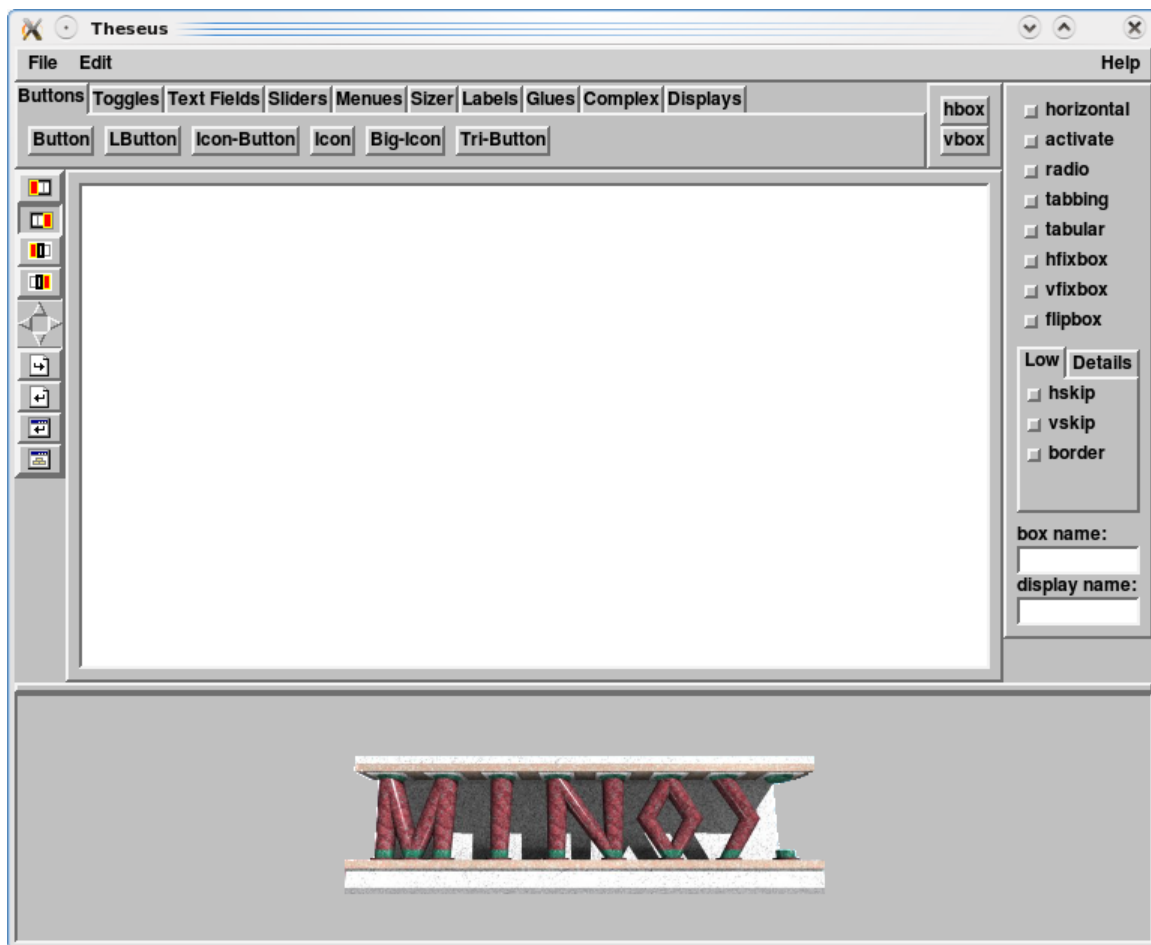 Theseus
File Edit Help
Buttons Toggles Text Fields Sliders Menues Sizer Labels Glues Complex Displays
Button LButton Icon-Button Icon Big-Icon Tri-Button
hbox
vbox
horizontal
activate
radio
tabbing
tabular
hfixbox
vfixbox
flipbox
Low Details
hskip
vskip
border
box name:
display name:
MINOS